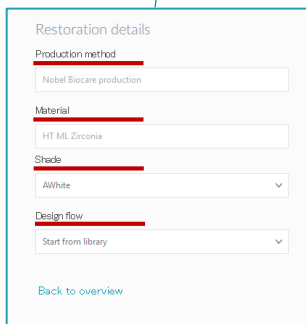 Restoration details
Production method
Nobel Biocare production
Material
HT ML Zirconia
Shade
AWhite
Design flow
Start from library
Back to overview